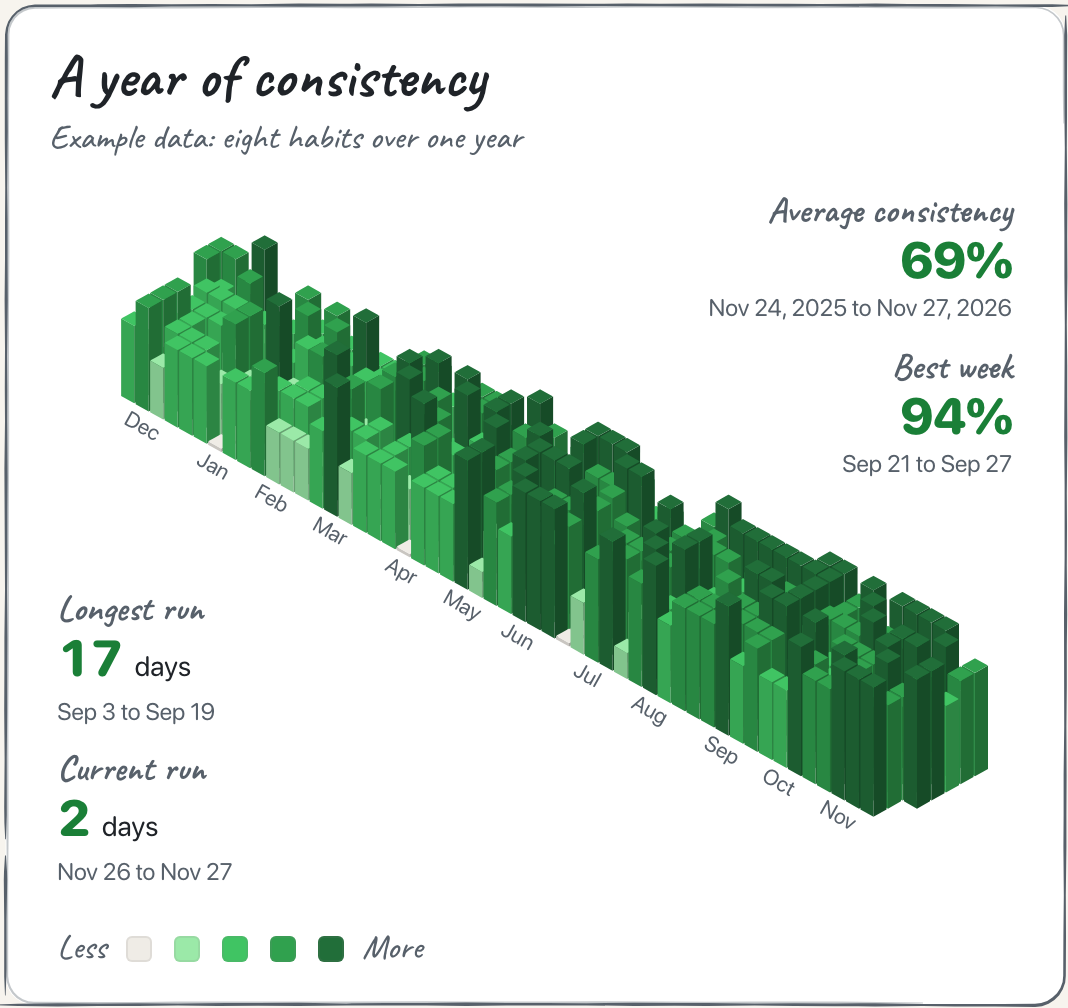 A year of consistency
Example data: eight habits over one year
Average consistency
69%
Nov 24, 2025 to Nov 27, 2026
Best week
94%
Sep 21 to Sep 27
Dec
Jan
Feb
Mar
Apr
May
Jun
Jul
Aug
Sep
Oct
Nov
Longest run
17 days
Sep 3 to Sep 19
Current run
2 days
Nov 26 to Nov 27
Less More